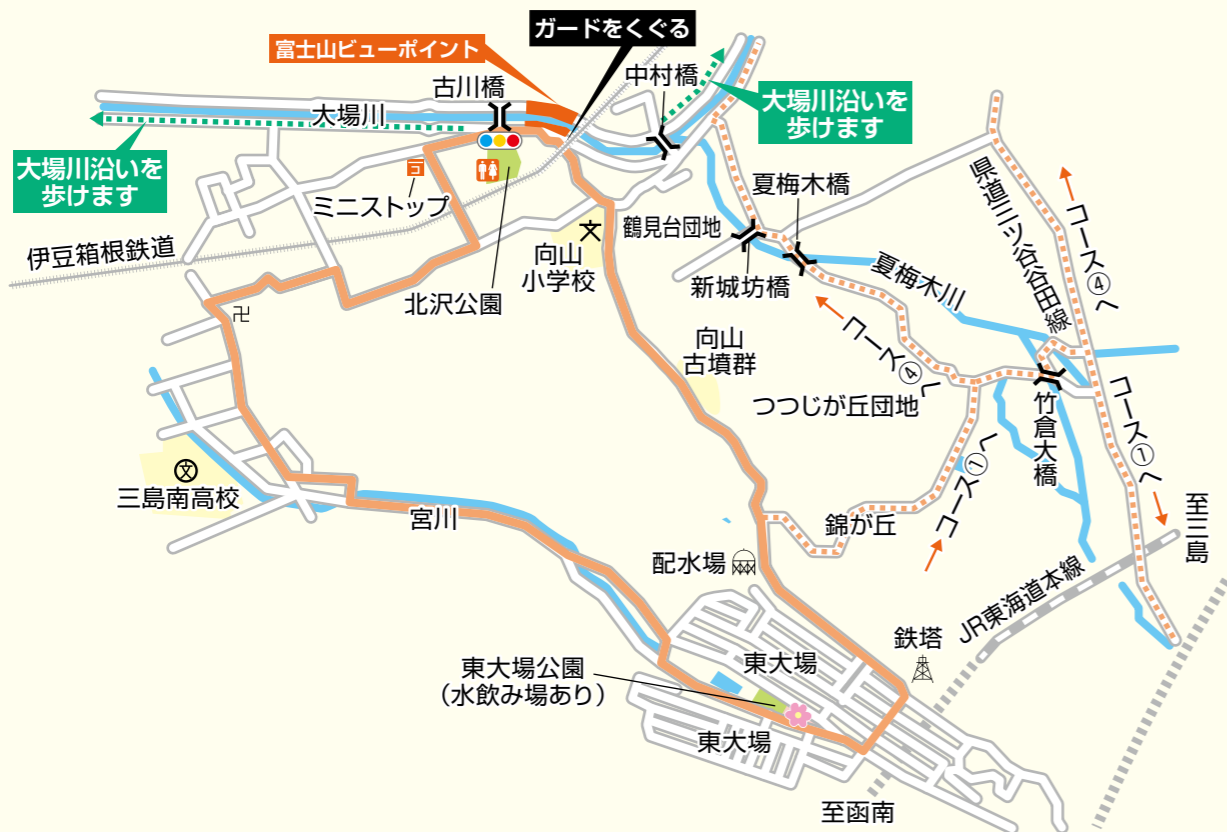 ガードをくぐる
富士山ビューポイント
古川橋
中村橋
大場川
大場川沿いを
歩けます
大場川沿いを
歩けます
ミニストップ
夏梅木橋
県道三ツ谷谷田線
コース④へ
鶴見台団地
伊豆箱根鉄道
文
向山
小学校
新城坊橋
夏梅木川
北沢公園
卍
向山
古墳群
コース④へ
つつじが丘団地
竹倉大橋
コース①へ
文
三島南高校
宮川
錦が丘
コース①へ
至三島
配水場
JR東海道本線
鉄塔
東大場公園
（水飲み場あり）
東大場
東大場
至函南